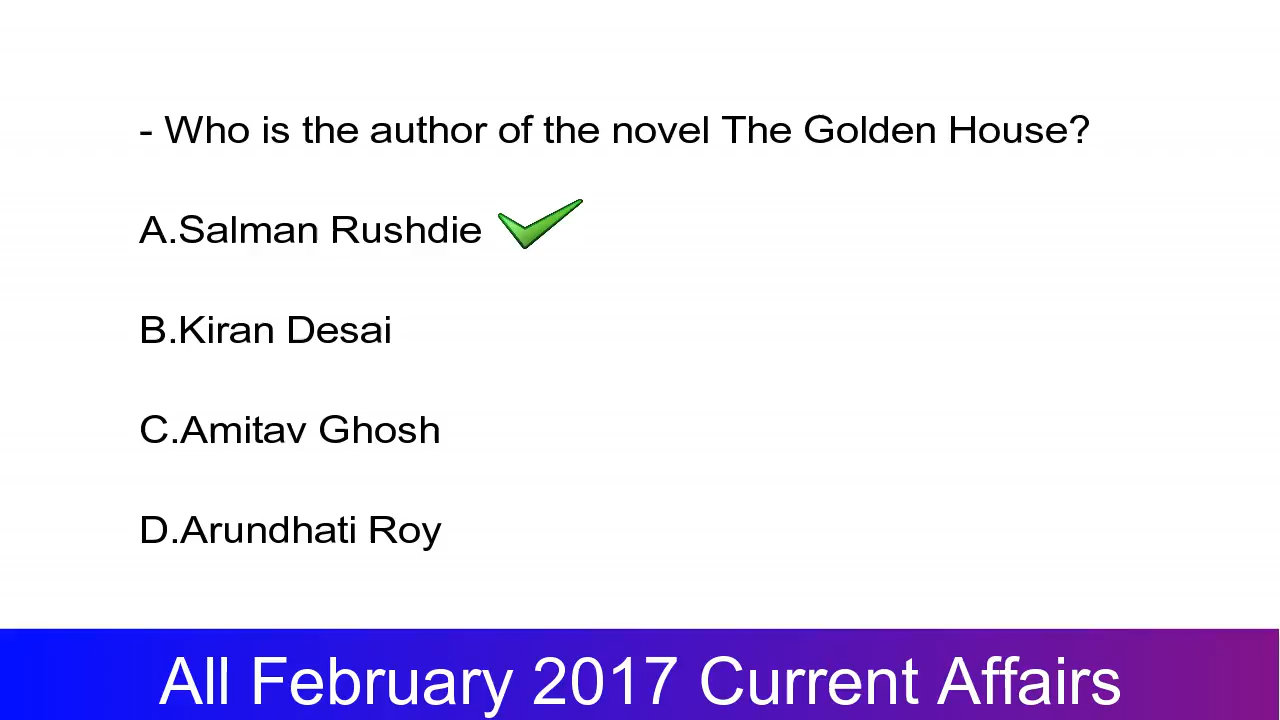 - Who is the author of the novel The Golden House?
A.Salman Rushdie
B.Kiran Desai
C.Amitav Ghosh
D.Arundhati Roy
All February 2017 Current Affairs